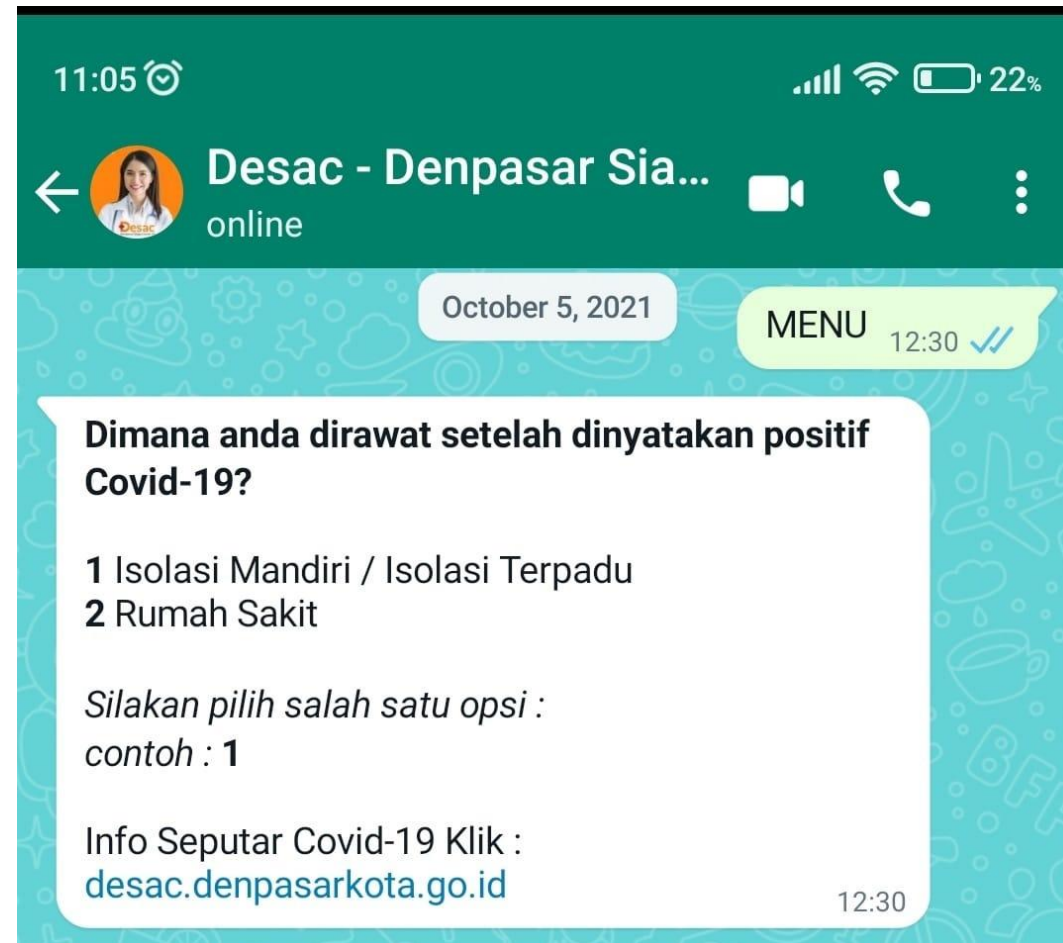 11:05
22%
Desac - Denpasar Sia...
online
Desac
October 5, 2021
MENU 12:30
Dimana anda dirawat setelah dinyatakan positif
Covid-19?
1 Isolasi Mandiri / Isolasi Terpadu
2 Rumah Sakit
Silakan pilih salah satu opsi :
contoh : 1
Info Seputar Covid-19 Klik :
desac.denpasarkota.go.id
12:30